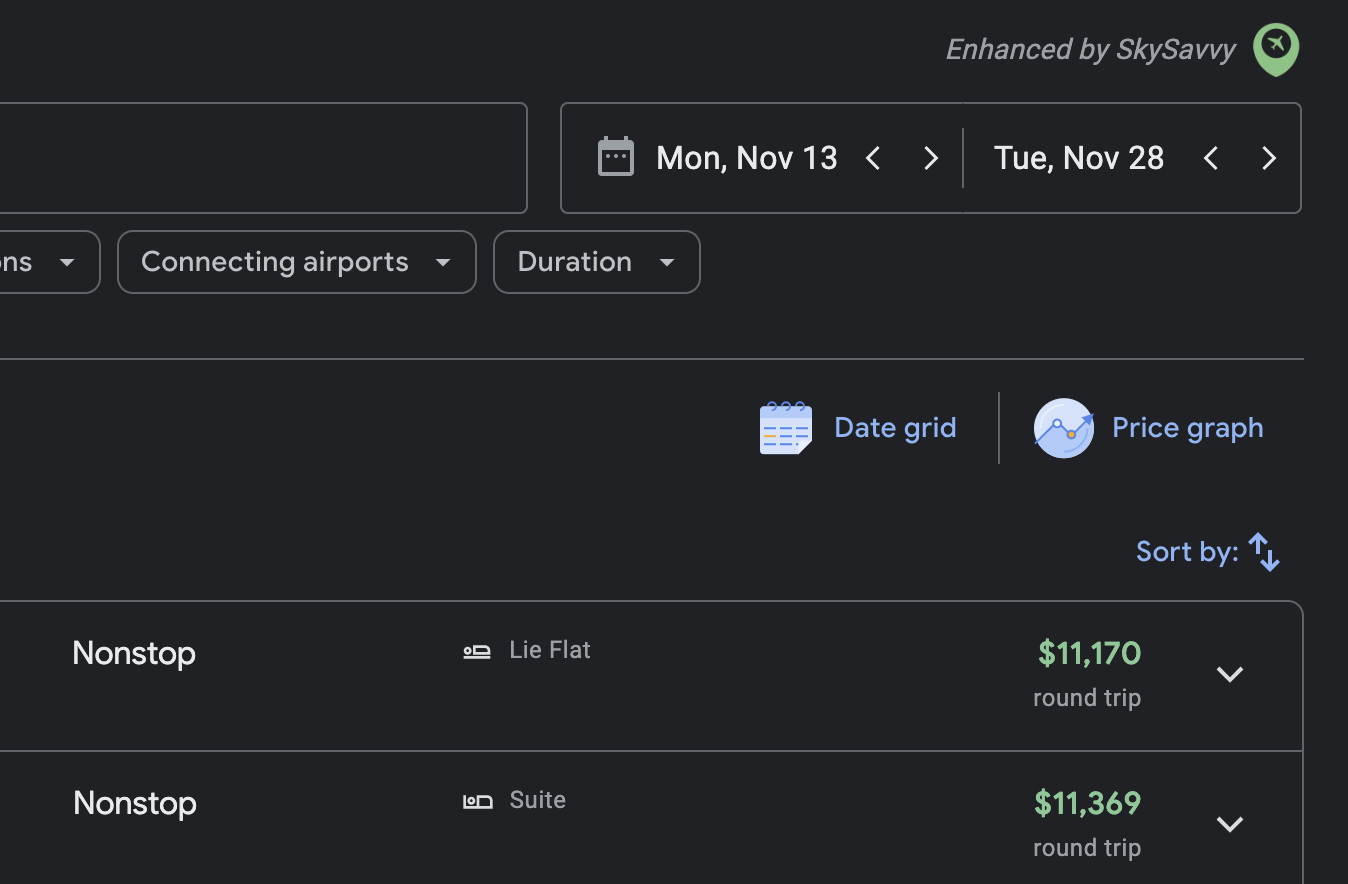 Enhanced by SkySavvy
Mon, Nov 13
Tue, Nov 28
ns
Connecting airports
Duration
Date grid
Price graph
Sort by:
Nonstop
Lie Flat
$11,170
round trip
Nonstop
Suite
$11,369
round trip